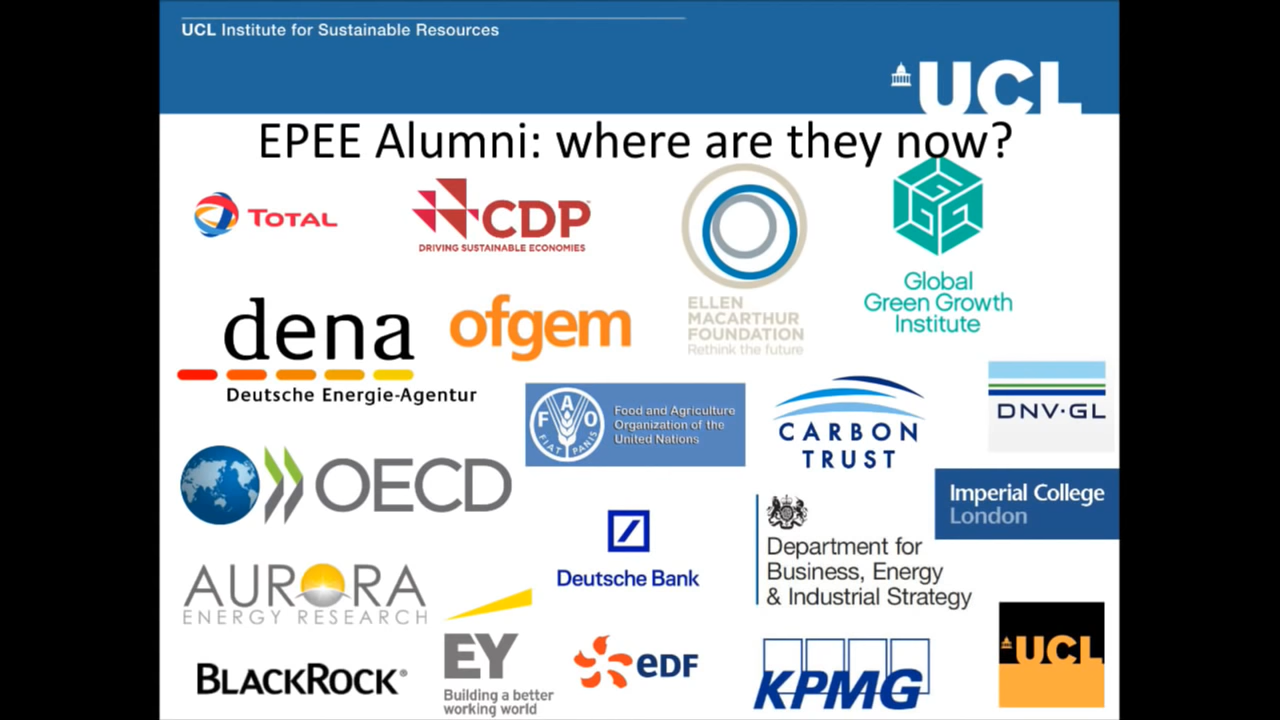 UCL Institute for Sustainable Resources
UCL
EPEE Alumni: where are they now?
TOTAL
CDP
DRIVING SUSTAINABLE ECONOMIES
ELLEN
MACARTHUR
FOUNDATION
Rethink the future
GGGI
Global
Green Growth
Institute
dena
Deutsche Energie-Agentur
ofgem
FAO
FIAT PANIS
Food and Agriculture
Organization of the
United Nations
CARBON
TRUST
DNV·GL
OECD
Imperial College
London
Deutsche Bank
Department for
Business, Energy
& Industrial Strategy
AURORA
ENERGY RESEARCH
EY
Building a better
working world
BLACKROCK®
eDF
KPMG
UCL